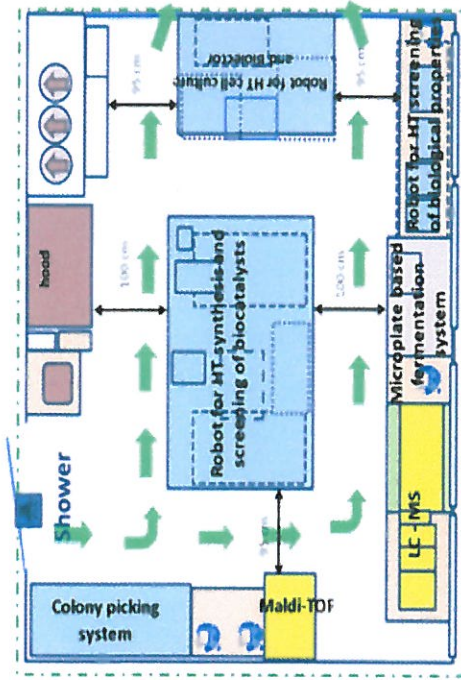 Robot for HT cell culture
and Biolector
95 cm
95 cm
hood
100 cm
Robot for HT synthesis and
screening of biocatalysts
100 cm
Robot for HT screening
of biological properties
Microplate based
fermentation
system
Shower
LC - MS
Colony picking
system
Maldi-TOF